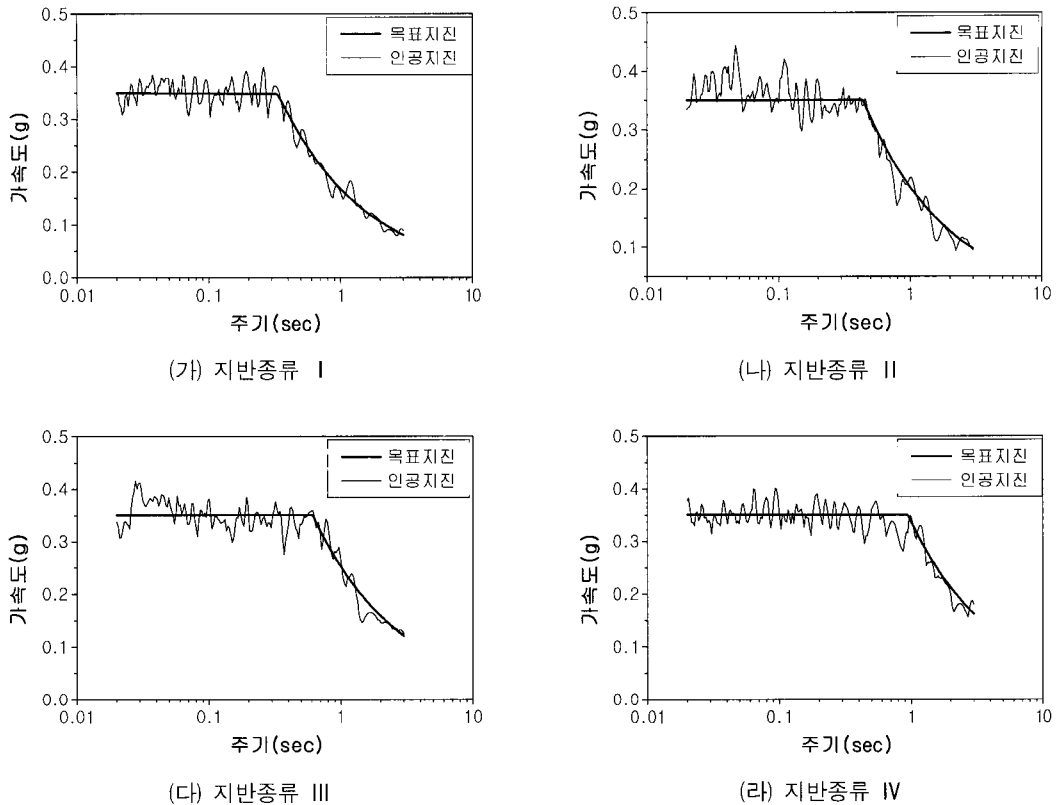 0.5
0.4
0.3
0.2
0.1
0.0
가속도(g)
목표지진
인공지진
0.01
0.1
1
10
주기(sec)
(가) 지반종류 I
0.5
0.4
0.3
0.2
0.1
가속도(g)
목표지진
인공지진
0.01
0.1
1
10
주기(sec)
(나) 지반종류 II
0.5
0.4
0.3
0.2
0.1
0.0
가속도(g)
목표지진
인공지진
0.01
0.1
1
10
주기(sec)
(다) 지반종류 III
0.5
0.4
0.3
0.2
0.1
0.0
가속도(g)
목표지진
인공지진
0.01
0.1
1
10
주기(sec)
(라) 지반종류 IV